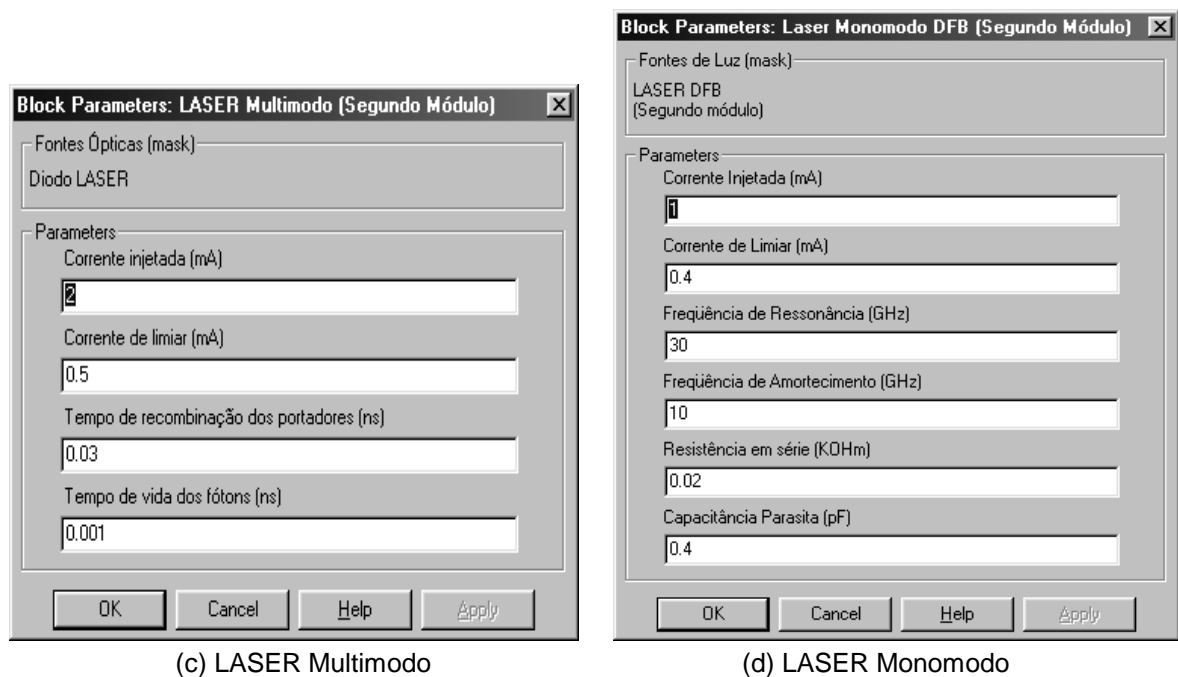 Block Parameters: LASER Multimodo (Segundo Módulo)
Fontes Ópticas (mask)
Diodo LASER
Parameters
Corrente injetada (mA)
2
Corrente de limiar (mA)
0.5
Tempo de recombinação dos portadores (ns)
0.03
Tempo de vida dos fótons (ns)
0.001
OK Cancel Help Apply
(c) LASER Multimodo
Block Parameters: Laser Monomodo DFB (Segundo Módulo)
Fontes de Luz (mask)
LASER DFB
(Segundo módulo)
Parameters
Corrente Injetada (mA)
1
Corrente de Limiar (mA)
0.4
Freqüência de Ressonância (GHz)
30
Freqüência de Amortecimento (GHz)
10
Resistência em série (KOHm)
0.02
Capacitância Parasita (pF)
0.4
OK Cancel Help Apply
(d) LASER Monomodo